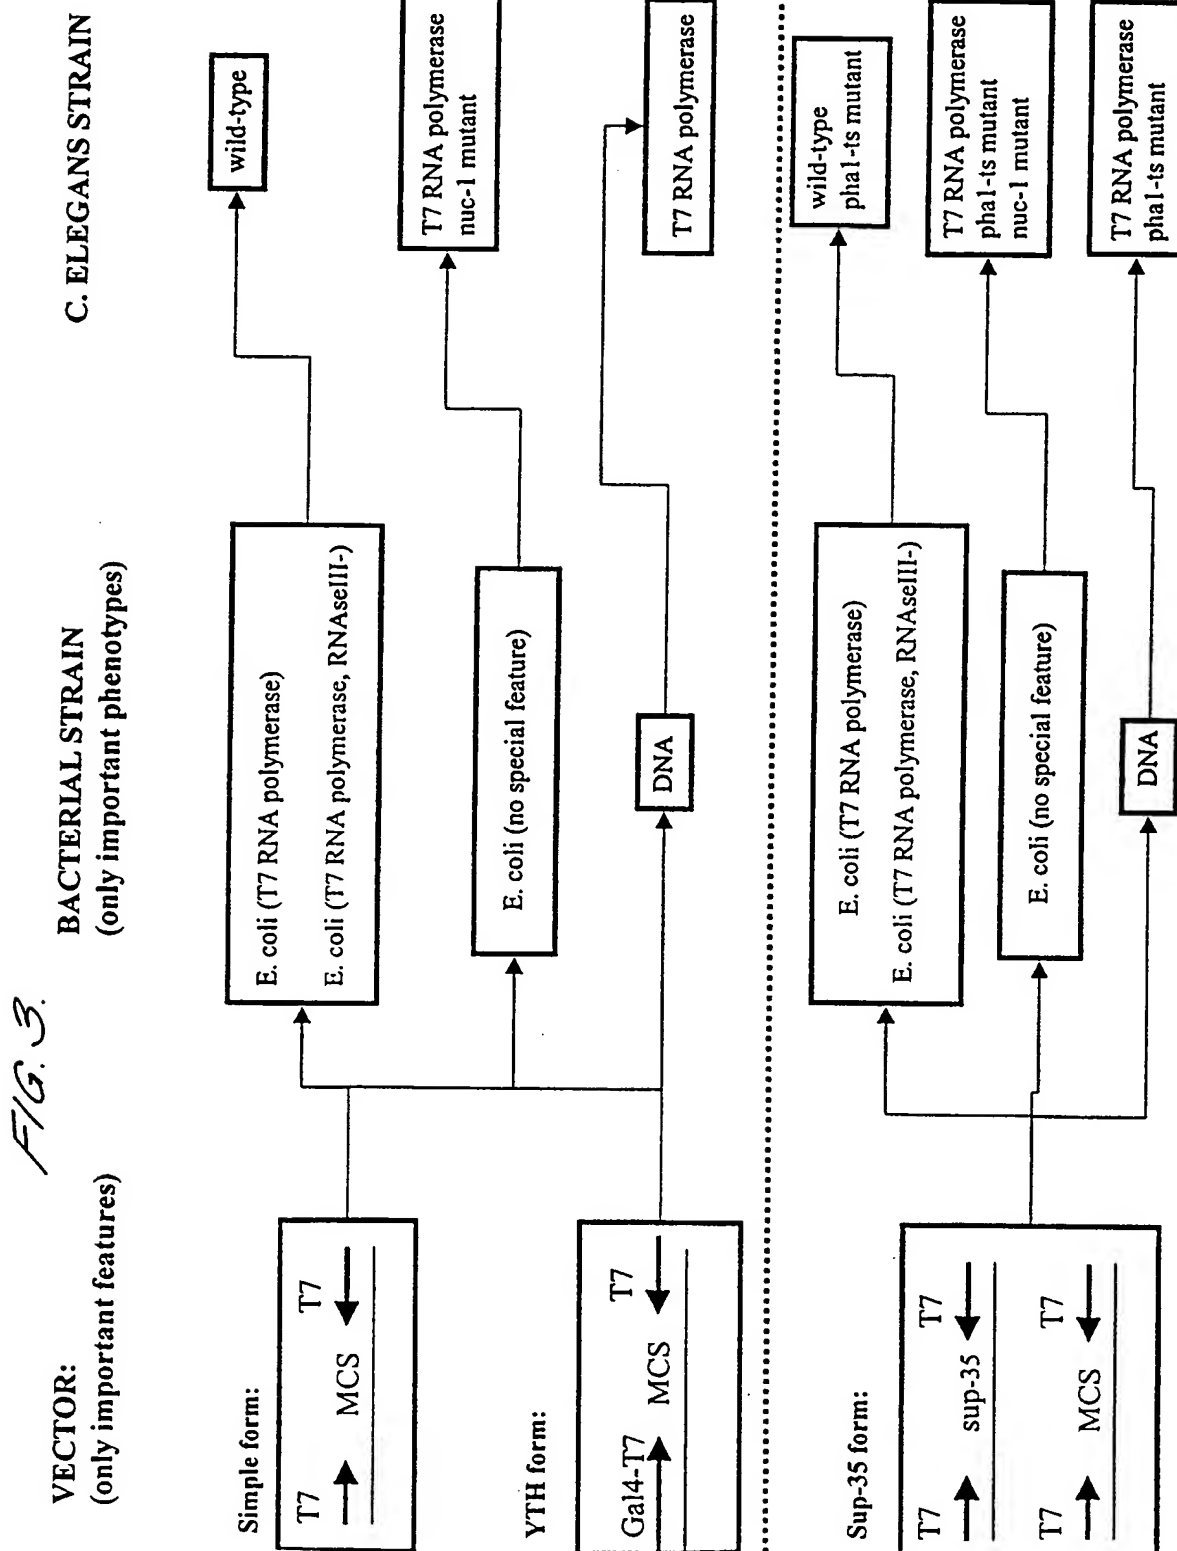 FIG. 3.
VECTOR:
(only important features)
BACTERIAL STRAIN
(only important phenotypes)
C. ELEGANS STRAIN
Simple form:
T7
MCS
T7
YTH form:
Gal4-T7
MCS
T7
E. coli (T7 RNA polymerase)
E. coli (T7 RNA polymerase, RNAseIII-)
E. coli (no special feature)
DNA
wild-type
T7 RNA polymerase
nuc-1 mutant
T7 RNA polymerase
Sup-35 form:
T7
sup-35
T7
T7
MCS
T7
E. coli (T7 RNA polymerase)
E. coli (T7 RNA polymerase, RNAseIII-)
E. coli (no special feature)
DNA
wild-type
pha1-ts mutant
T7 RNA polymerase
pha1-ts mutant
nuc-1 mutant
T7 RNA polymerase
pha1-ts mutant